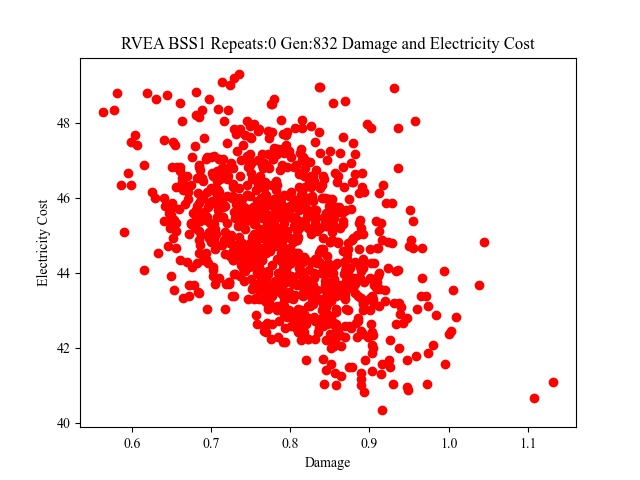 RVEA BSS1 Repeats:0 Gen:832 Damage and Electricity Cost
48
46
44
42
40
Electricity Cost
0.6 0.7 0.8 0.9 1.0 1.1
Damage